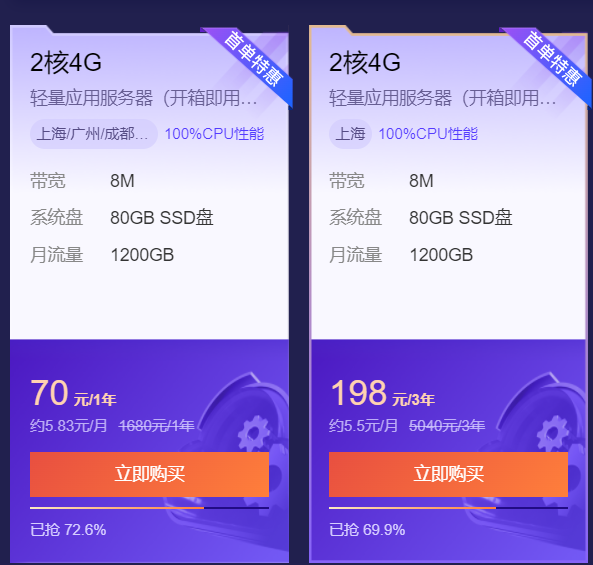 首单特惠
2核4G
轻量应用服务器（开箱即用…
上海/广州/成都… 100%CPU性能
带宽 8M
系统盘 80GB SSD盘
月流量 1200GB
70 元/1年
约5.83元/月 1680元/1年
立即购买
已抢 72.6%
首单特惠
2核4G
轻量应用服务器（开箱即用…
上海 100%CPU性能
带宽 8M
系统盘 80GB SSD盘
月流量 1200GB
198 元/3年
约5.5元/月 5040元/3年
立即购买
已抢 69.9%